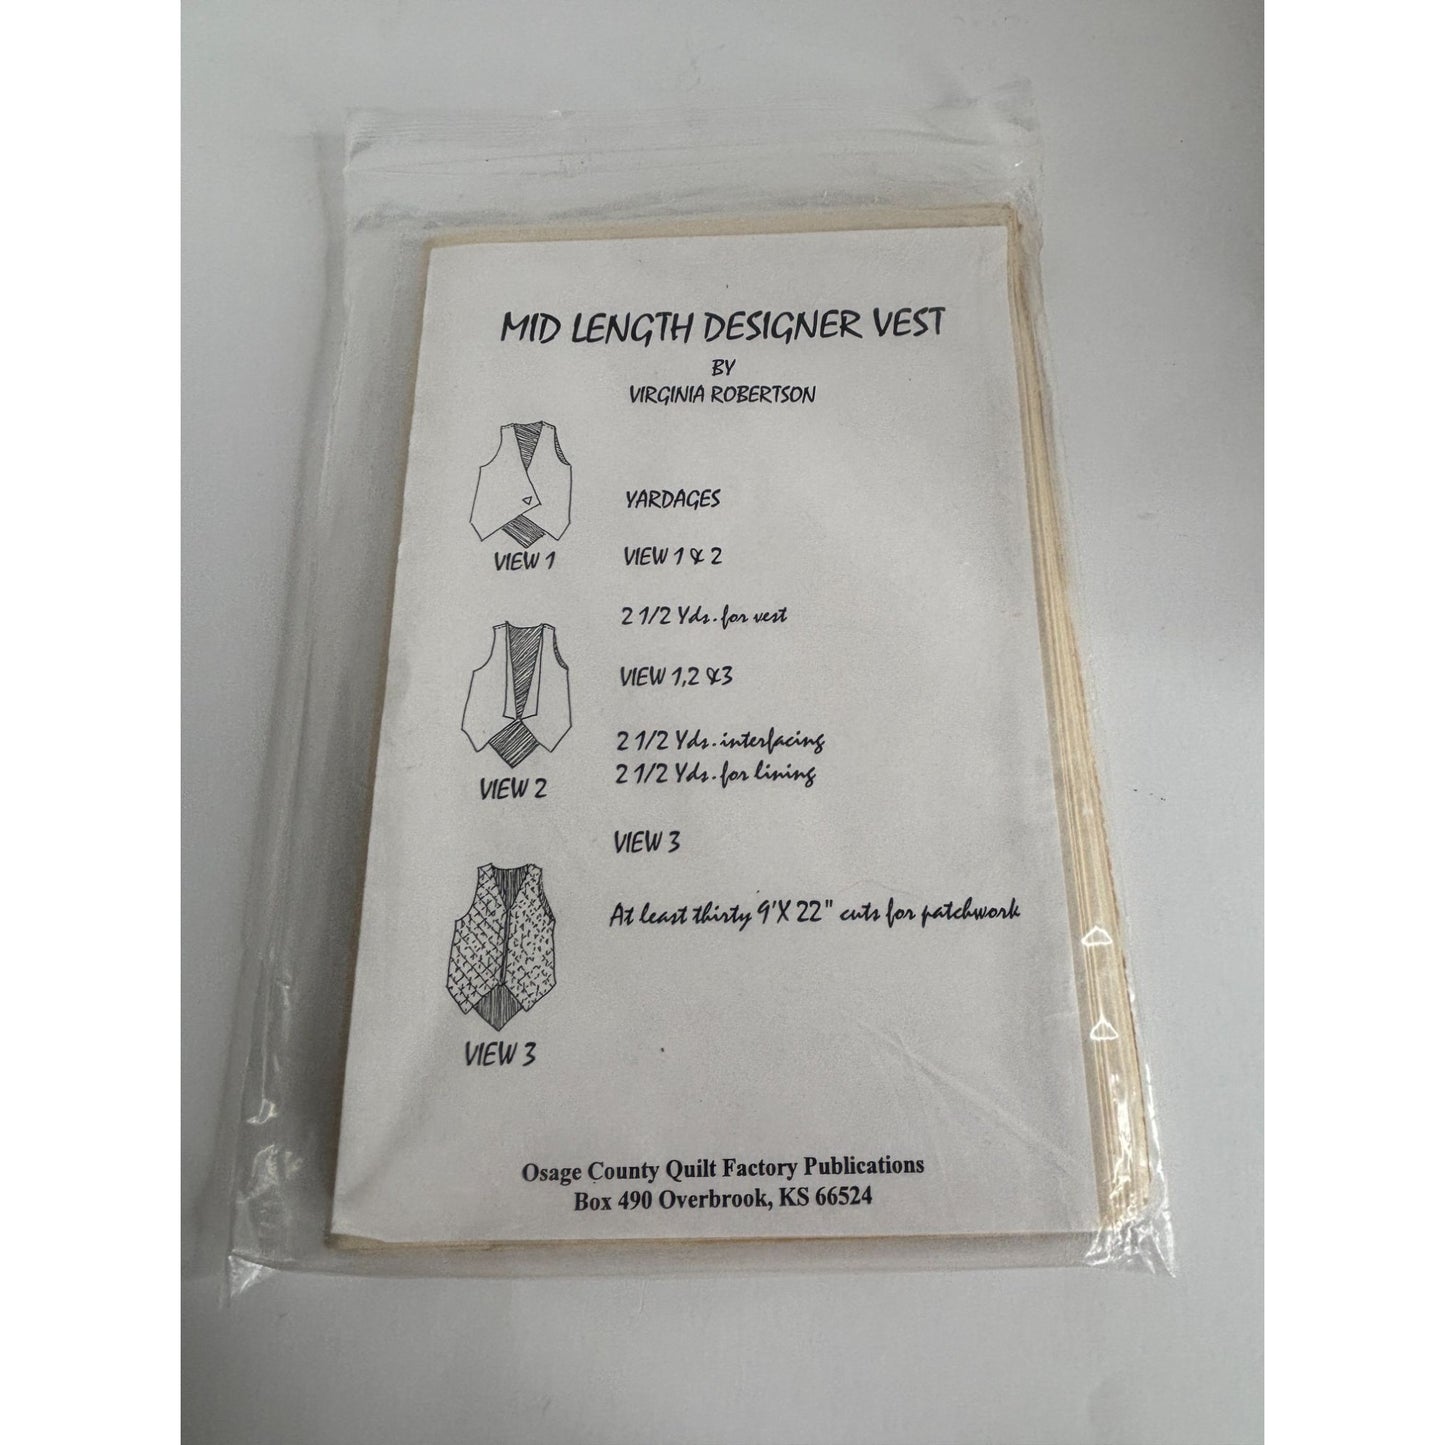 MID LENGTH DESIGNER VEST
BY
VIRGINIA ROBERTSON
VIEW 1
VIEW 2
VIEW 3
YARDAGES
VIEW 1 & 2
2 1/2 Yds. for vest
VIEW 1,2 &3
2 1/2 Yds. interfacing
2 1/2 Yds. for lining
VIEW 3
At least thirty 9'X 22" cuts for patchwork
Osage County Quilt Factory Publications
Box 490 Overbrook, KS 66524